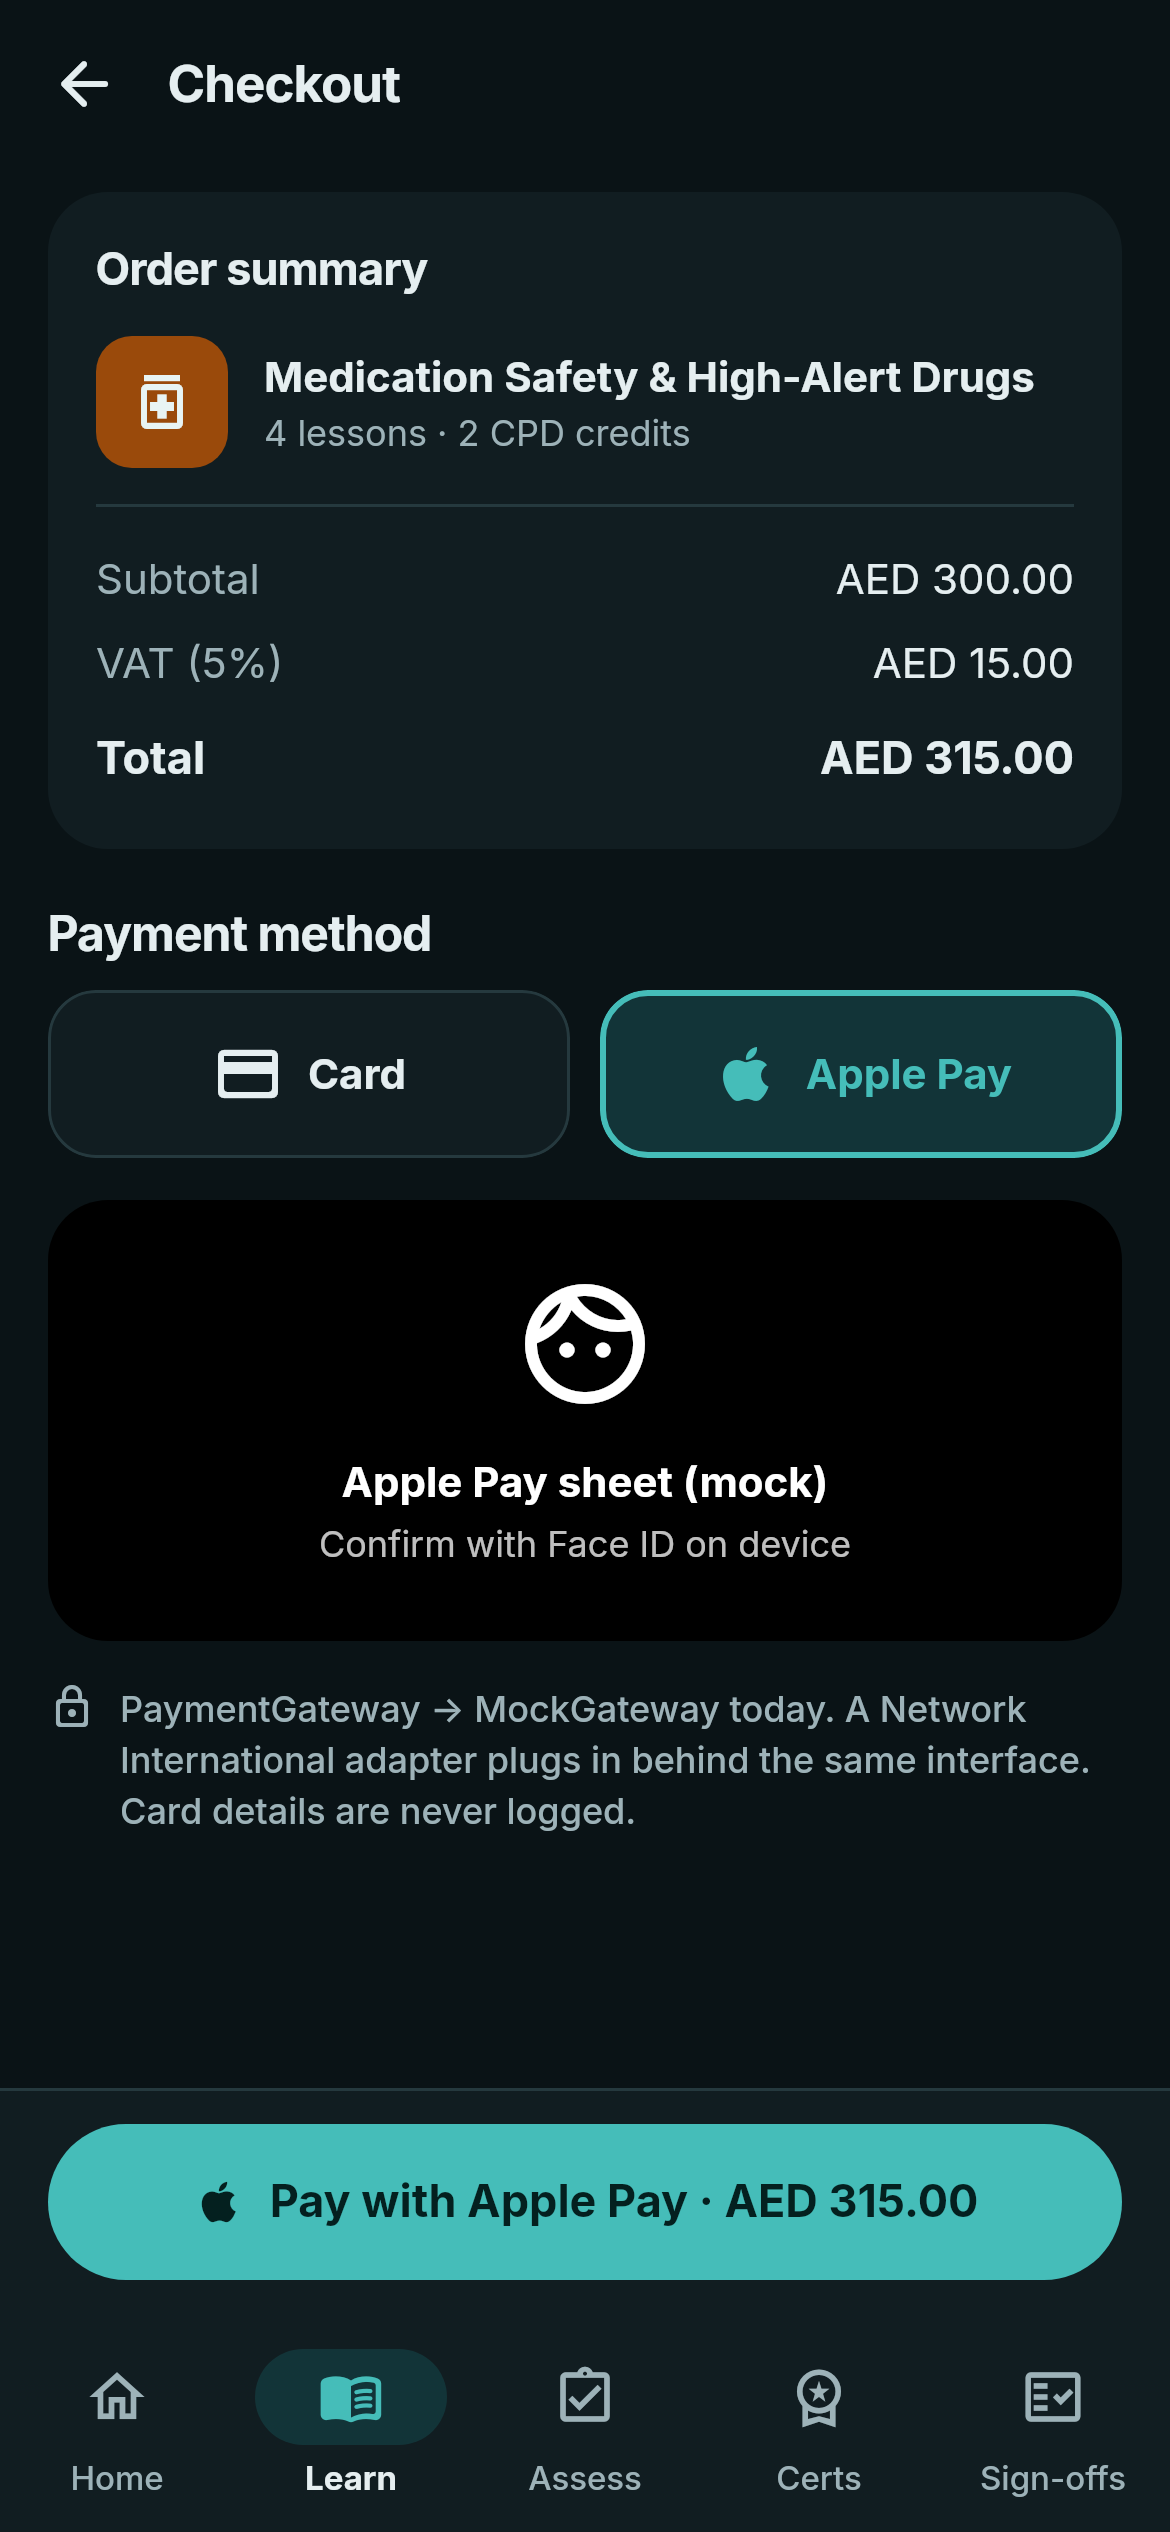 Checkout
Order summary
Medication Safety & High-Alert Drugs
4 lessons · 2 CPD credits
Subtotal AED 300.00
VAT (5%) AED 15.00
Total AED 315.00
Payment method
Card Apple Pay
Apple Pay sheet (mock)
Confirm with Face ID on device
PaymentGateway → MockGateway today. A Network
International adapter plugs in behind the same interface.
Card details are never logged.
Pay with Apple Pay · AED 315.00
Home Learn Assess Certs Sign-offs